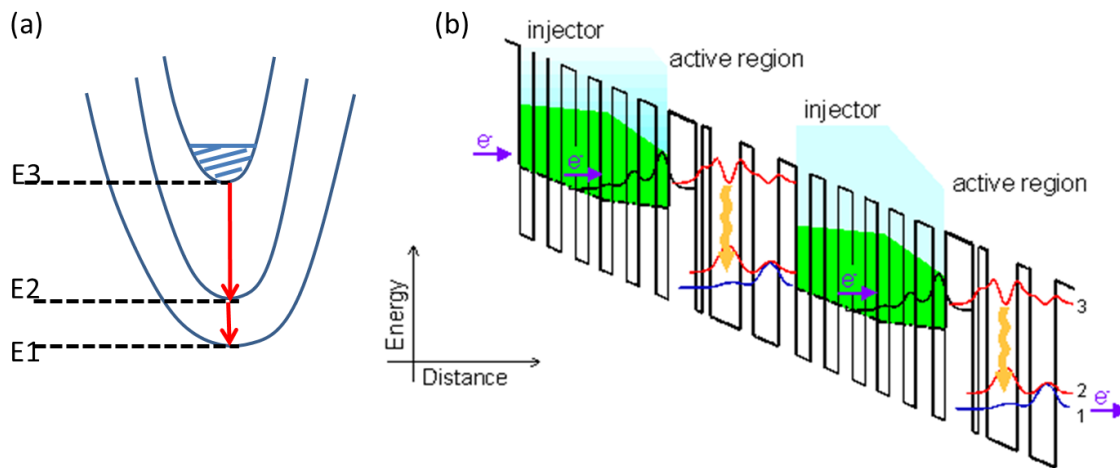 (a)
E3
E2
E1
(b)
injector
active region
e-
e-
injector
active region
e-
3
2
1
e-
Energy
Distance